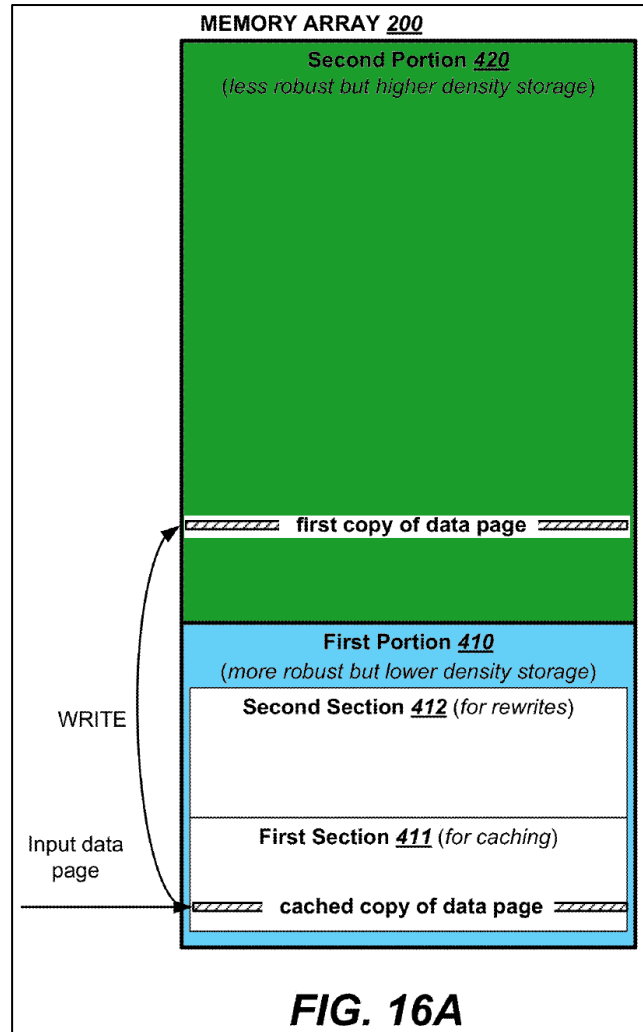 MEMORY ARRAY 200
Second Portion 420
(less robust but higher density storage)
first copy of data page
First Portion 410
(more robust but lower density storage)
Second Section 412 (for rewrites)
WRITE
First Section 411 (for caching)
Input data
page
cached copy of data page
FIG. 16A